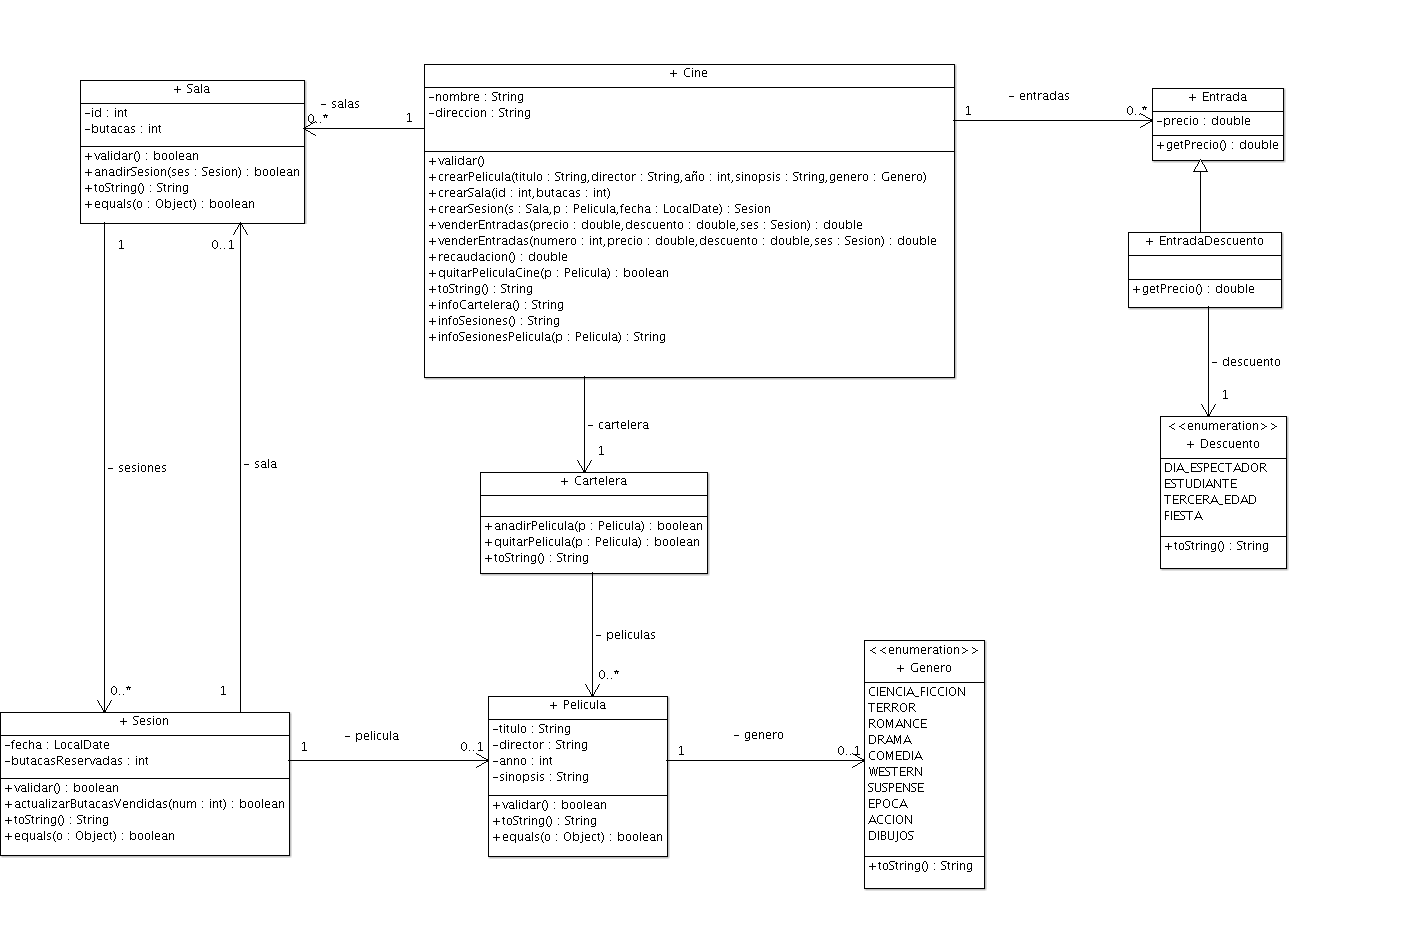 + Sala
-id : int
-butacas : int
+validar() : boolean
+anadirSesion(ses : Sesion) : boolean
+toString() : String
+equals(o : Object) : boolean
- salas
0..*
1
+ Cine
-nombre : String
-direccion : String
+validar()
+crearPelicula(titulo : String,director : String,año : int,sinopsis : String,genero : Genero)
+crearSala(id : int,butacas : int)
+crearSesion(s : Sala,p : Pelicula,fecha : LocalDate) : Sesion
+venderEntradas(precio : double,descuento : double,ses : Sesion) : double
+venderEntradas(numero : int,precio : double,descuento : double,ses : Sesion) : double
+recaudacion() : double
+quitarPeliculaCine(p : Pelicula) : boolean
+toString() : String
+infoCartelera() : String
+infoSesiones() : String
+infoSesionesPelicula(p : Pelicula) : String
- entradas
1
0..*
+ Entrada
-precio : double
+getPrecio() : double
+ EntradaDescuento
+getPrecio() : double
- descuento
1
<<enumeration>>
+ Descuento
DIA_ESPECTADOR
ESTUDIANTE
TERCERA_EDAD
FIESTA
+toString() : String
1
0..1
- sesiones
- sala
0..*
1
- cartelera
1
+ Cartelera
+anadirPelicula(p : Pelicula) : boolean
+quitarPelicula(p : Pelicula) : boolean
+toString() : String
- peliculas
0..*
+ Sesion
-fecha : LocalDate
-butacasReservadas : int
+validar() : boolean
+actualizarButacasVendidas(num : int) : boolean
+toString() : String
+equals(o : Object) : boolean
- pelicula
1
0..1
+ Pelicula
-titulo : String
-director : String
-anno : int
-sinopsis : String
+validar() : boolean
+toString() : String
+equals(o : Object) : boolean
- genero
1
0..1
<<enumeration>>
+ Genero
CIENCIA_FICCION
TERROR
ROMANCE
DRAMA
COMEDIA
WESTERN
SUSPENSE
EPOCA
ACCION
DIBUJOS
+toString() : String